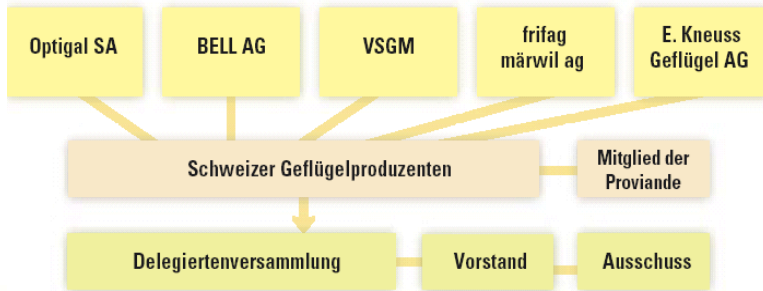 Optigal SA
BELL AG
VSGM
frifag
märwil ag
E. Kneuss
Geflügel AG
Schweizer Geflügelproduzenten
Mitglied der
Proviande
Delegiertenversammlung
Vorstand
Ausschuss